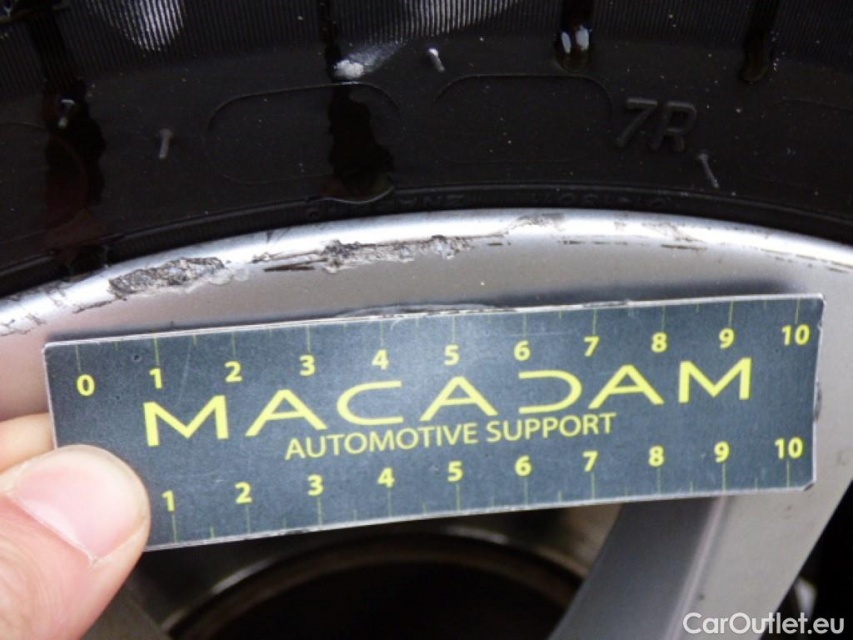 7R
0 1 2 3 4 5 6 7 8 9 10
MACADAM
AUTOMOTIVE SUPPORT
1 2 3 4 5 6 7 8 9 10
CarOutlet.eu